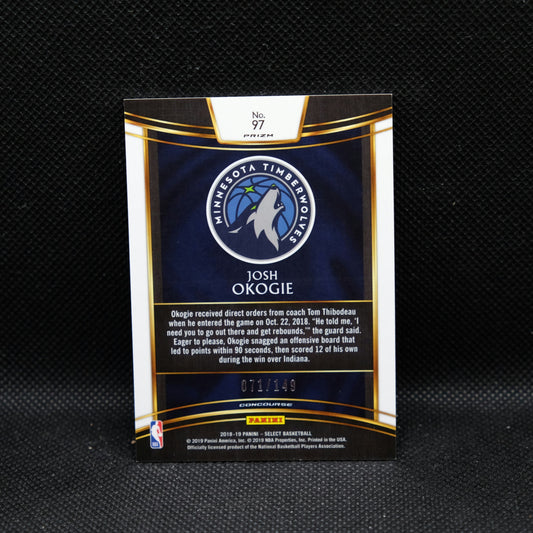 No.
97
PRIZM
MINNESOTA TIMBERWOLVES
JOSH
OKOGIE
Okogie received direct orders from coach Tom Thibodeau
when he entered the game on Oct. 22, 2018. "He told me, 'I
need you to go out there and get rebounds,'" the guard said.
Eager to please, Okogie snagged an offensive board that
led to points within 90 seconds, then scored 12 of his own
during the win over Indiana.
071/149
CONCOURSE
PANINI
2018-19 PANINI – SELECT BASKETBALL
© 2019 Panini America, Inc. © 2019 NBA Properties, Inc. Printed in the USA.
Officially licensed product of the National Basketball Players Association.